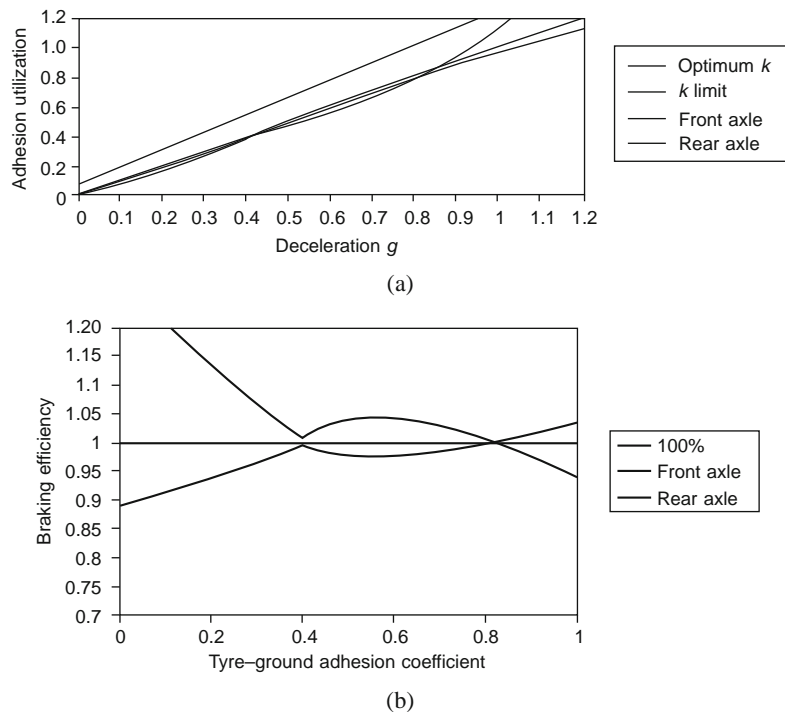 1.2
1.0
0.8
0.6
0.4
0.2
0
Adhesion utilization
0 0.1 0.2 0.3 0.4 0.5 0.6 0.7 0.8 0.9 1 1.1 1.2
Deceleration g
Optimum k
k limit
Front axle
Rear axle
(a)
1.20
1.15
1.1
1.05
1
0.95
0.9
0.85
0.8
0.75
0.7
Braking efficiency
0 0.2 0.4 0.6 0.8 1
Tyre–ground adhesion coefficient
100%
Front axle
Rear axle
(b)